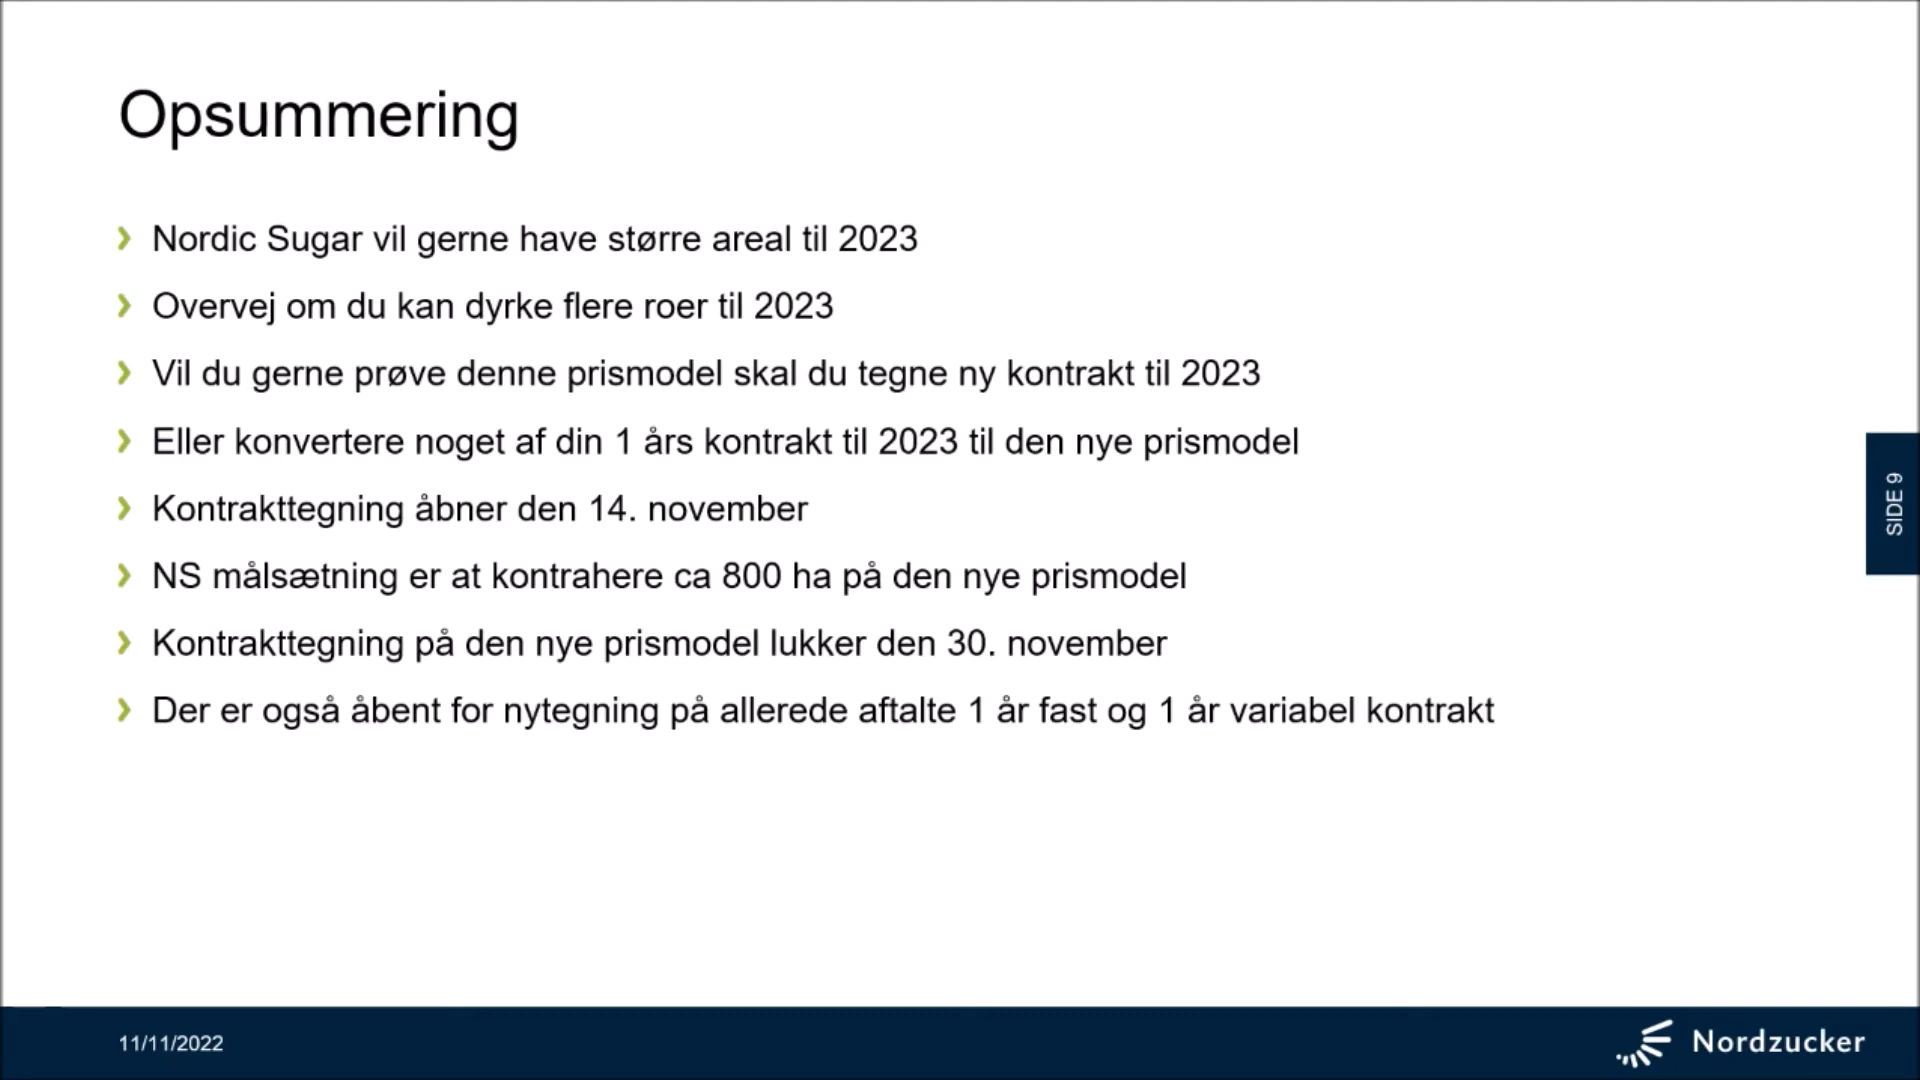 Opsummering
Nordic Sugar vil gerne have større areal til 2023
Overvej om du kan dyrke flere roer til 2023
Vil du gerne prøve denne prismodel skal du tegne ny kontrakt til 2023
Eller konvertere noget af din 1 års kontrakt til 2023 til den nye prismodel
Kontrakttegning åbner den 14. november
NS målsætning er at kontrahere ca 800 ha på den nye prismodel
Kontrakttegning på den nye prismodel lukker den 30. november
Der er også åbent for nytegning på allerede aftalte 1 år fast og 1 år variabel kontrakt
SIDE 9
11/11/2022
Nordzucker